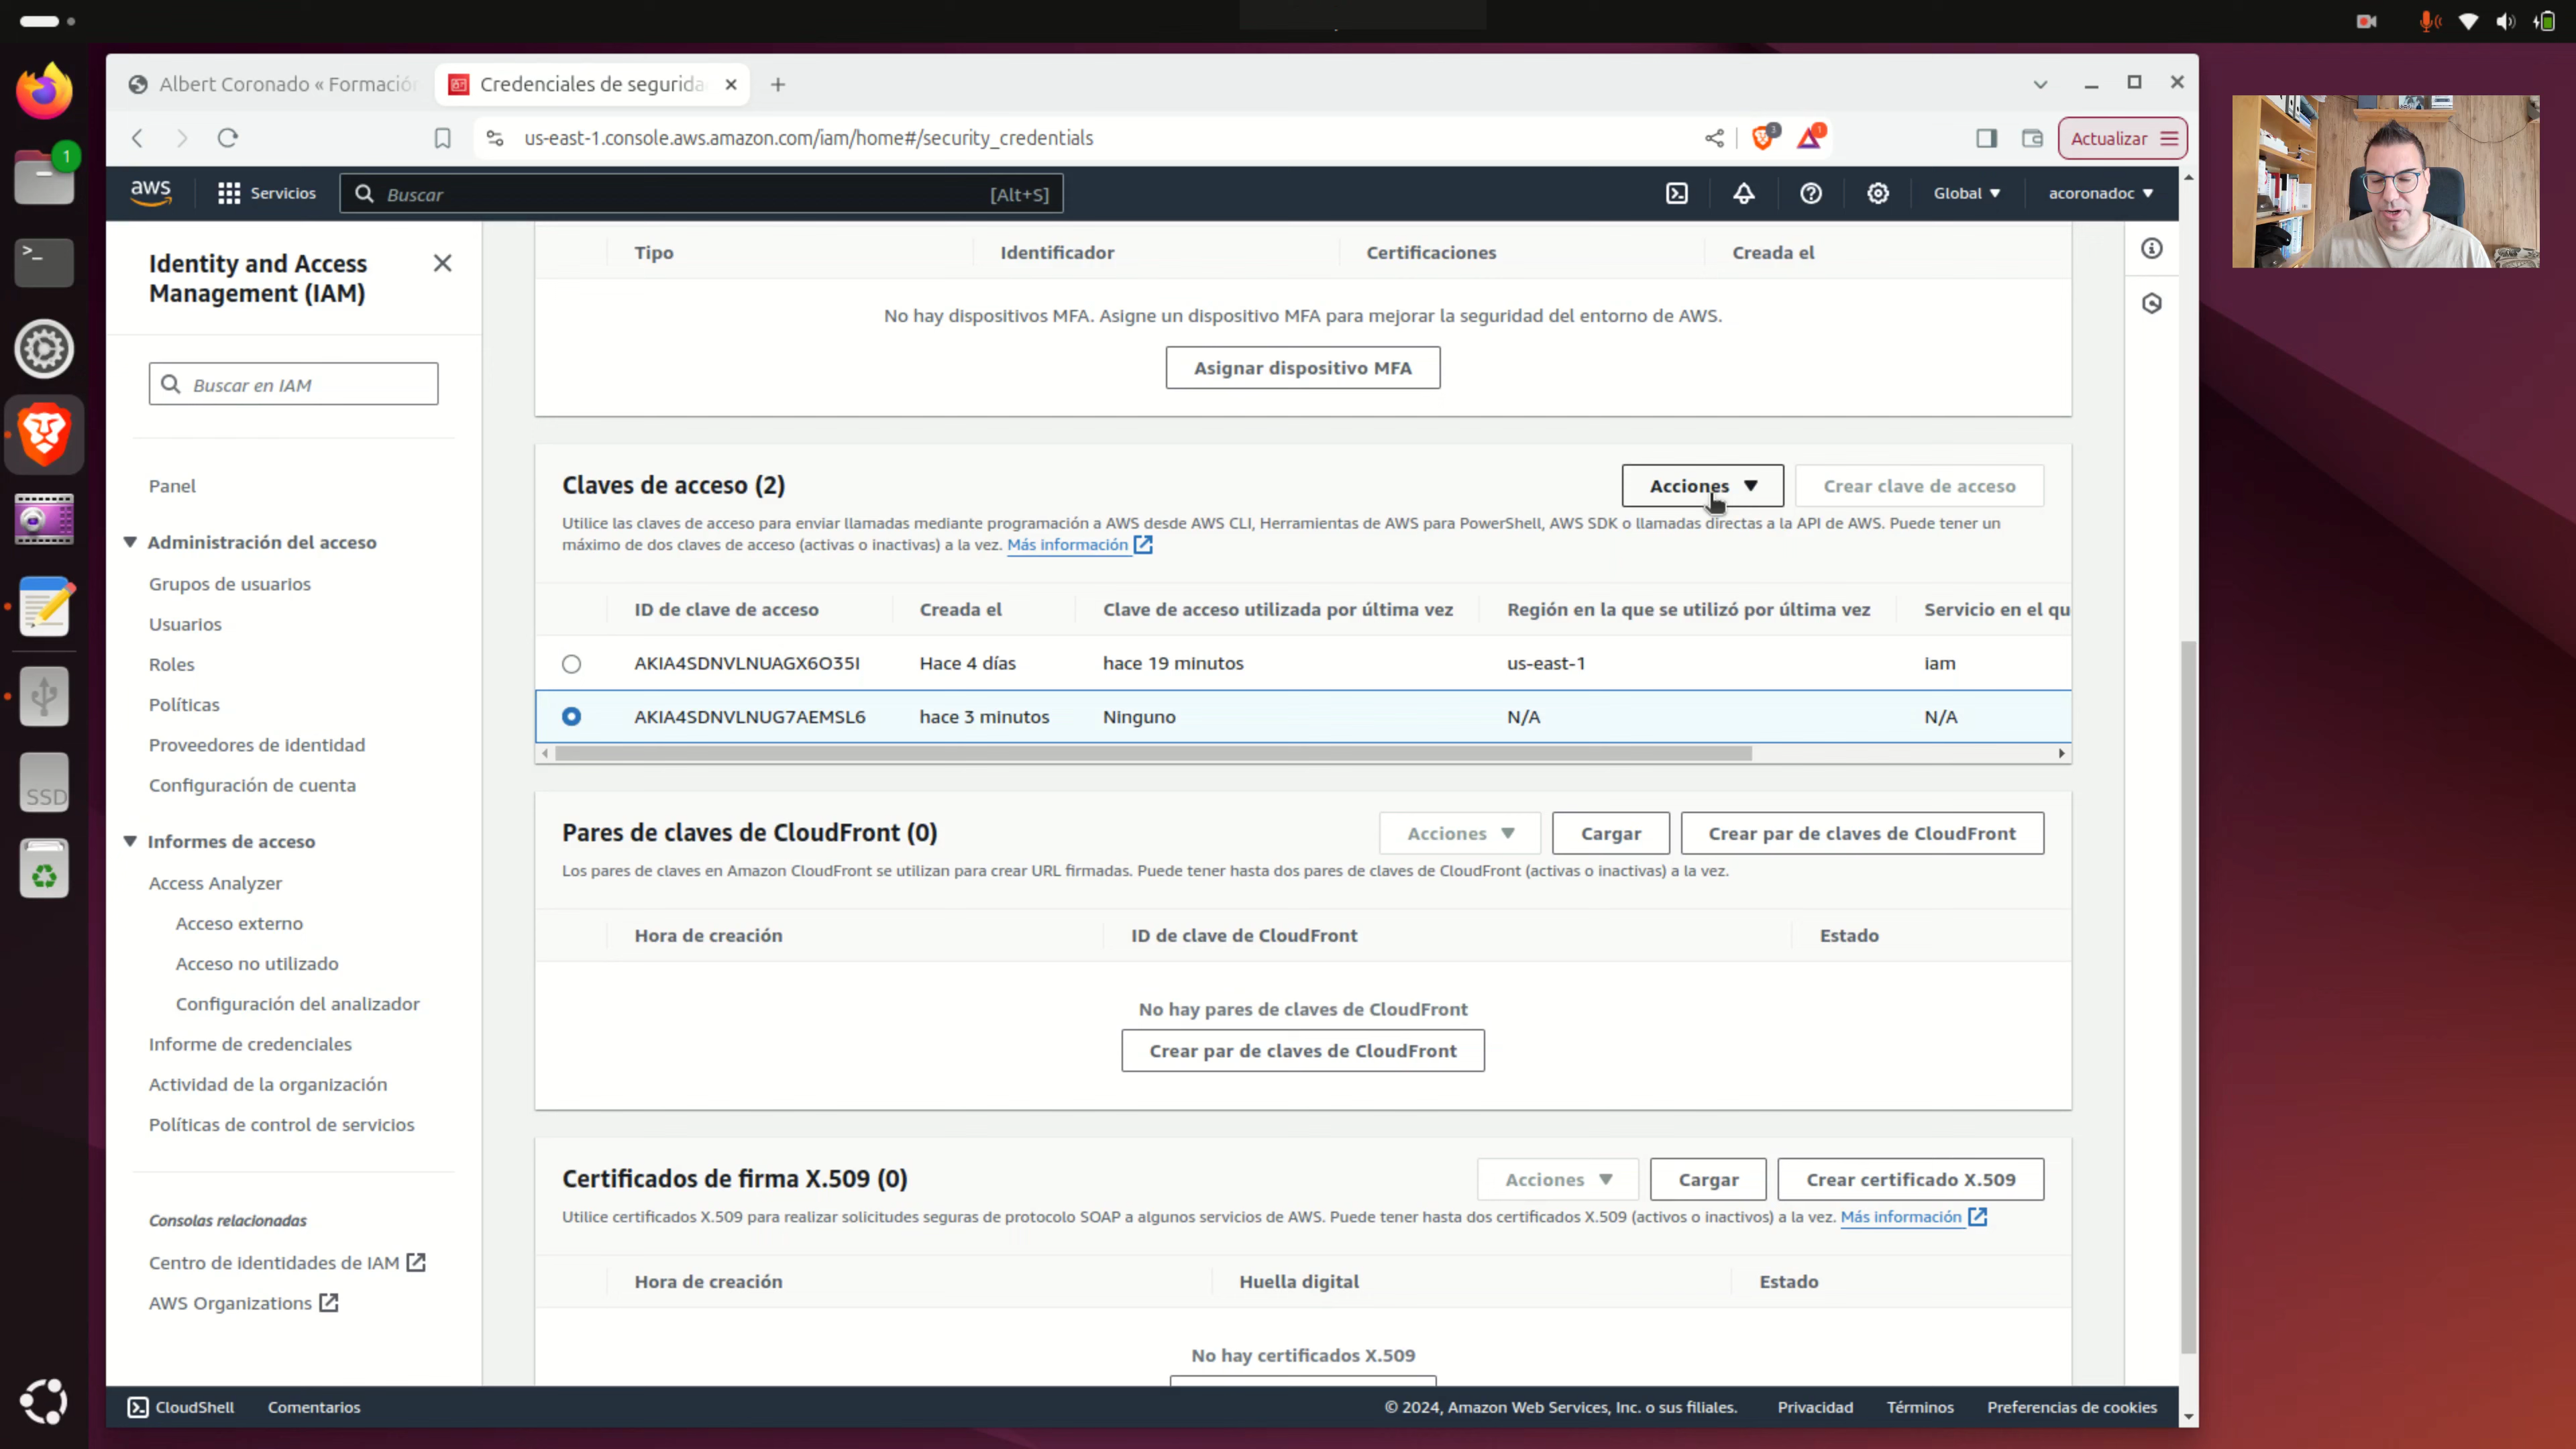 Albert Coronado « Formació
Credenciales de segurida
us-east-1.console.aws.amazon.com/iam/home#/security_credentials
3
1
Actualizar
1
aws
Servicios
Buscar
[Alt+S]
Global
acoronadoc
Identity and Access
Management (IAM)
Buscar en IAM
Panel
Administración del acceso
Grupos de usuarios
Usuarios
Roles
Políticas
Proveedores de identidad
Configuración de cuenta
Informes de acceso
Access Analyzer
Acceso externo
Acceso no utilizado
Configuración del analizador
Informe de credenciales
Actividad de la organización
Políticas de control de servicios
Consolas relacionadas
Centro de identidades de IAM
AWS Organizations
SSD
Tipo Identificador Certificaciones Creada el
No hay dispositivos MFA. Asigne un dispositivo MFA para mejorar la seguridad del entorno de AWS.
Asignar dispositivo MFA
Claves de acceso (2)
Acciones
Crear clave de acceso
Utilice las claves de acceso para enviar llamadas mediante programación a AWS desde AWS CLI, Herramientas de AWS para PowerShell, AWS SDK o llamadas directas a la API de AWS. Puede tener un
máximo de dos claves de acceso (activas o inactivas) a la vez. Más información
ID de clave de acceso Creada el Clave de acceso utilizada por última vez Región en la que se utilizó por última vez Servicio en el qu
AKIA4SDNVLNUAGX6O35I Hace 4 días hace 19 minutos us-east-1 iam
AKIA4SDNVLNUG7AEMSL6 hace 3 minutos Ninguno N/A N/A
Pares de claves de CloudFront (0)
Acciones
Cargar
Crear par de claves de CloudFront
Los pares de claves en Amazon CloudFront se utilizan para crear URL firmadas. Puede tener hasta dos pares de claves de CloudFront (activas o inactivas) a la vez.
Hora de creación ID de clave de CloudFront Estado
No hay pares de claves de CloudFront
Crear par de claves de CloudFront
Certificados de firma X.509 (0)
Acciones
Cargar
Crear certificado X.509
Utilice certificados X.509 para realizar solicitudes seguras de protocolo SOAP a algunos servicios de AWS. Puede tener hasta dos certificados X.509 (activos o inactivos) a la vez. Más información
Hora de creación Huella digital Estado
No hay certificados X.509
CloudShell
Comentarios
© 2024, Amazon Web Services, Inc. o sus filiales.
Privacidad
Términos
Preferencias de cookies